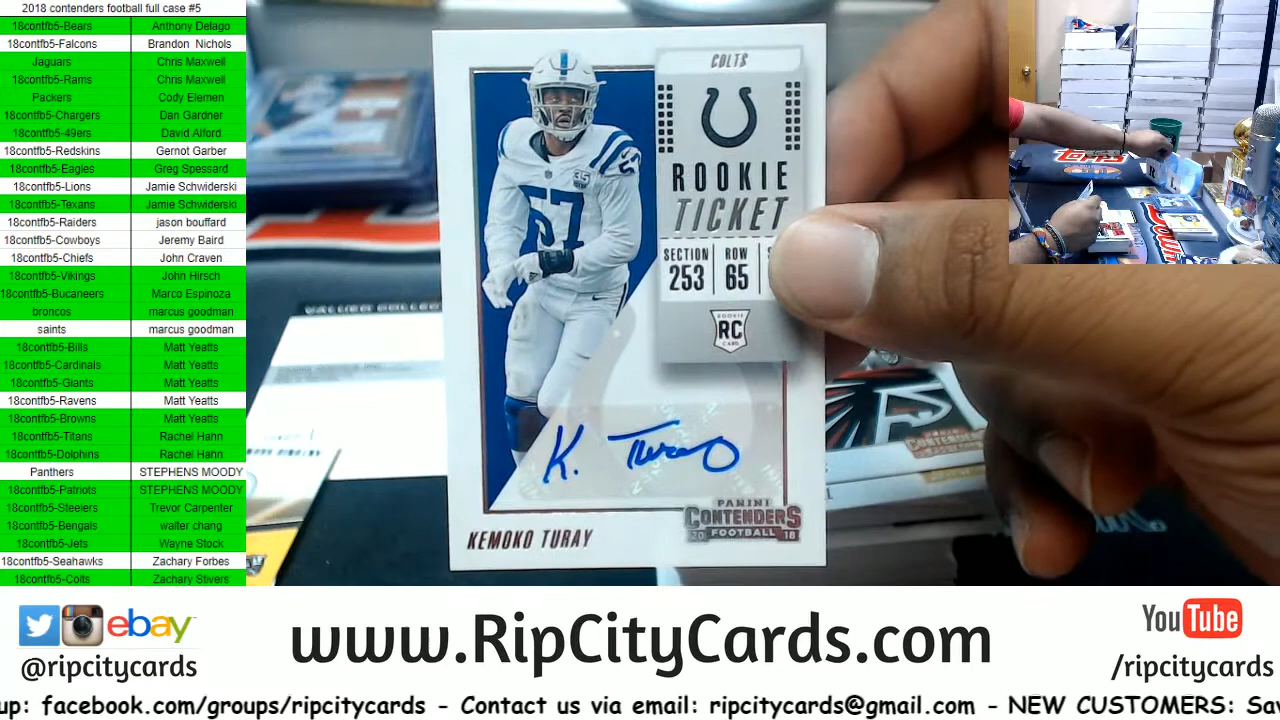 2018 contenders football full case #5
18contfb5-Bears Anthony Delago
18contfb5-Falcons Brandon Nichols
Jaguars Chris Maxwell
18contfb5-Rams Chris Maxwell
Packers Cody Elemen
18contfb5-Chargers Dan Gardner
18contfb5-49ers David Alford
18contfb5-Redskins Gernot Garber
18contfb5-Eagles Greg Spessard
18contfb5-Lions Jamie Schwiderski
18contfb5-Texans Jamie Schwiderski
18contfb5-Raiders jason bouffard
18contfb5-Cowboys Jeremy Baird
18contfb5-Chiefs John Craven
18contfb5-Vikings John Hirsch
18contfb5-Bucaneers Marco Espinoza
broncos marcus goodman
saints marcus goodman
18contfb5-Bills Matt Yeatts
18contfb5-Cardinals Matt Yeatts
18contfb5-Giants Matt Yeatts
18contfb5-Ravens Matt Yeatts
18contfb5-Browns Matt Yeatts
18contfb5-Titans Rachel Hahn
18contfb5-Dolphins Rachel Hahn
Panthers STEPHENS MOODY
18contfb5-Patriots STEPHENS MOODY
18contfb5-Steelers Trevor Carpenter
18contfb5-Bengals walter chang
18contfb5-Jets Wayne Stock
18contfb5-Seahawks Zachary Forbes
18contfb5-Colts Zachary Stivers
COLTS
ROOKIE
TICKET
SECTION ROW
253 65
ROOKIE
RC
CARD
57
K. Turay
KEMOKO TURAY
PANINI
CONTENDERS
20 FOOTBALL 18
ebay
@ripcitycards
www.RipCityCards.com
YouTube
/ripcitycards
up: facebook.com/groups/ripcitycards - Contact us via email: ripcitycards@gmail.com - NEW CUSTOMERS: Sa